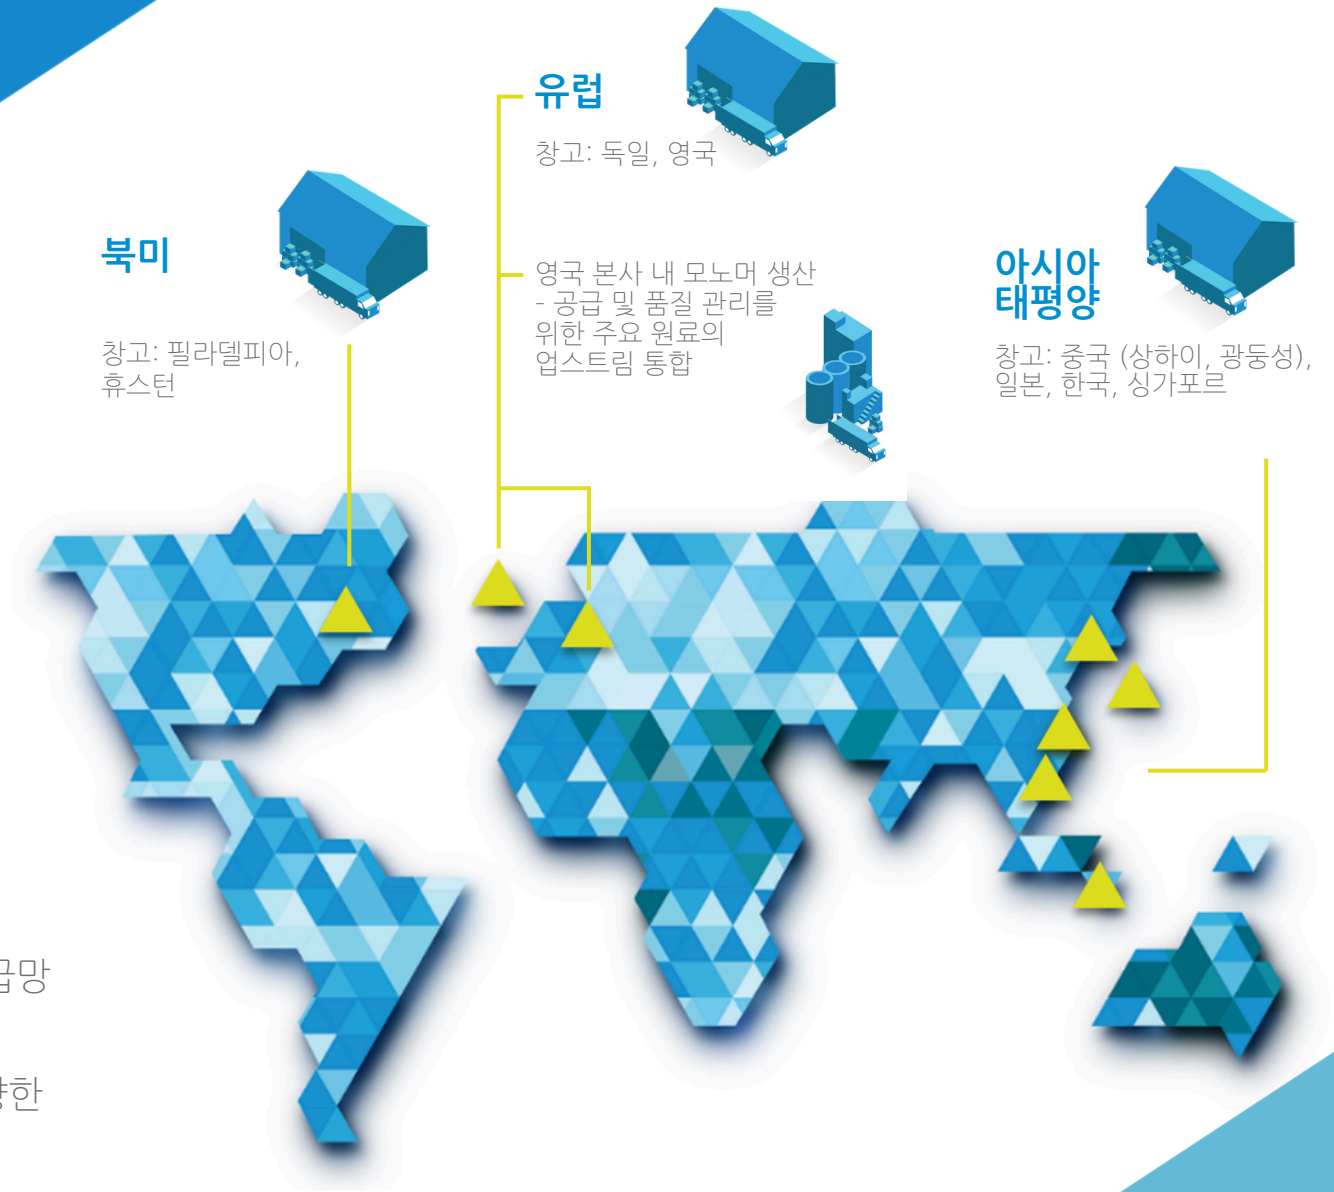 유럽
창고: 독일, 영국
영국 본사 내 모노머 생산
- 공급 및 품질 관리를
위한 주요 원료의
업스트림 통합
북미
창고: 필라델피아,
휴스턴
아시아
태평양
창고: 중국 (상하이, 광둥성),
일본, 한국, 싱가포르
급망
한